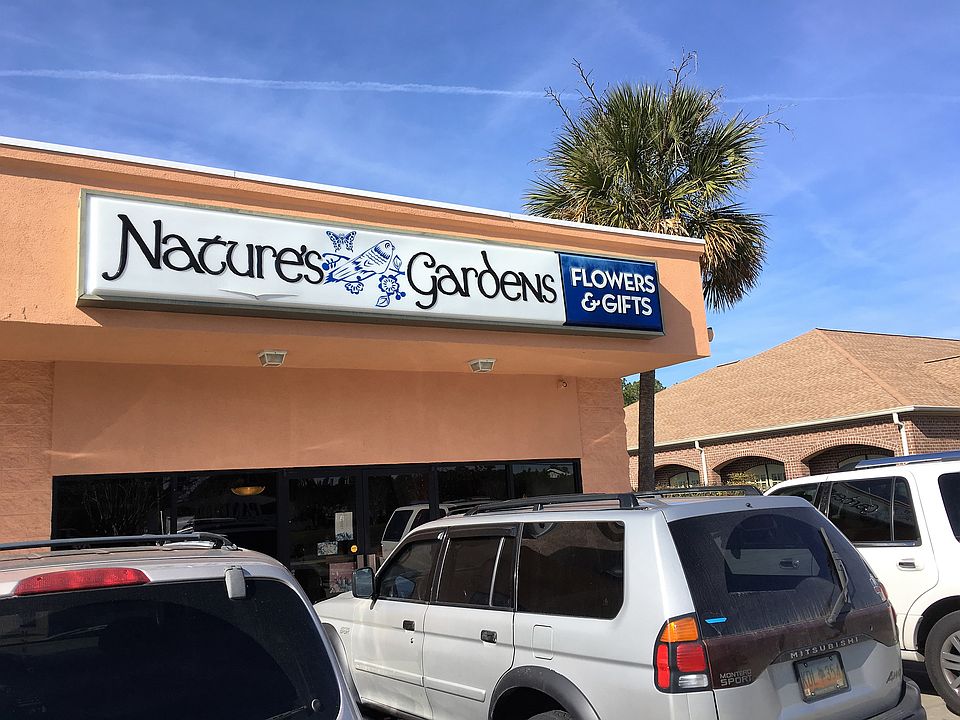 Nature's Gardens
FLOWERS
& GIFTS
MITSUBISHI
MONTERO
SPORT